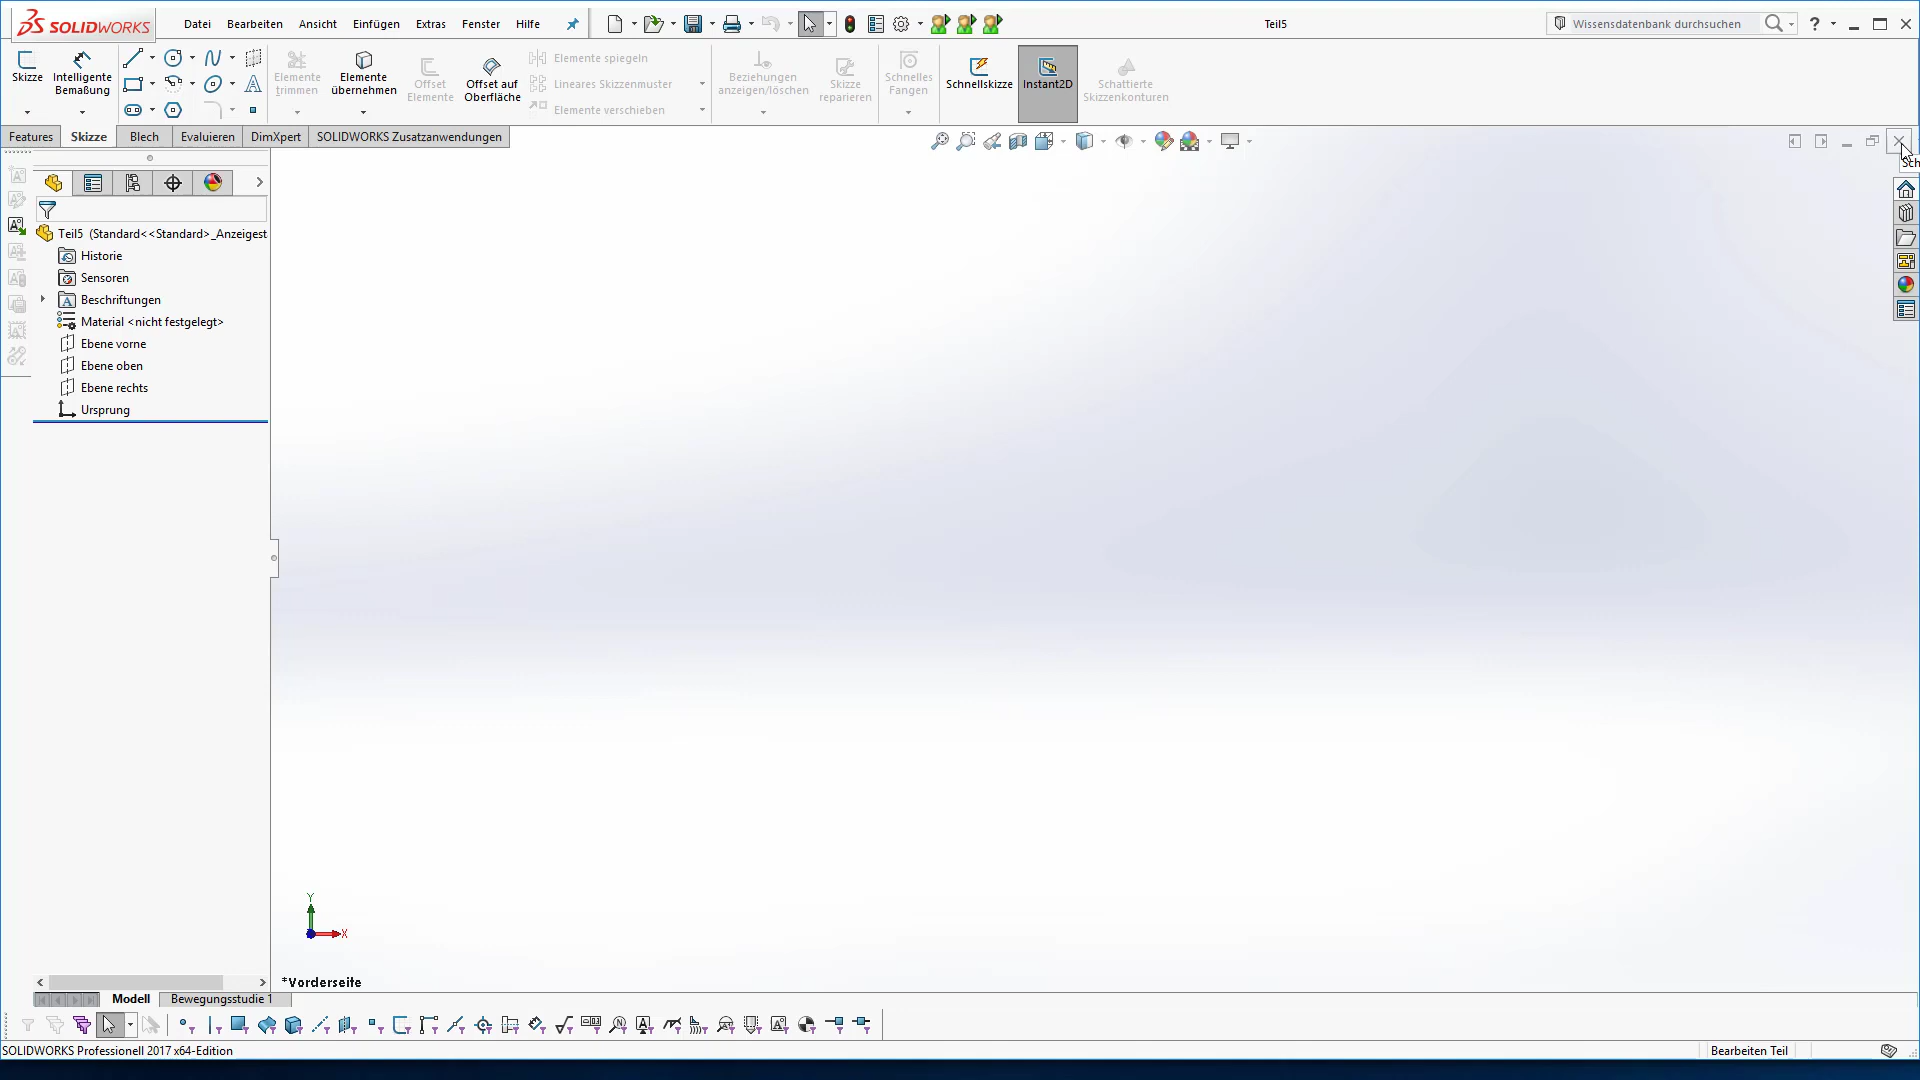 SOLIDWORKS Datei Bearbeiten Ansicht Einfügen Extras Fenster Hilfe Teil5 Wissensdatenbank durchsuchen ?
Skizze
Intelligente
Bemaßung
Elemente
trimmen
Elemente
übernehmen
Offset
Elemente
Offset auf
Oberfläche
Elemente spiegeln
Lineares Skizzenmuster
Elemente verschieben
Beziehungen
anzeigen/löschen
Skizze
reparieren
Schnelles
Fangen
Schnellskizze
Instant2D
Schattierte
Skizzenkonturen
Features Skizze Blech Evaluieren DimXpert SOLIDWORKS Zusatzanwendungen
Sch
Teil5 (Standard<<Standard>_Anzeigest
Historie
Sensoren
Beschriftungen
Material <nicht festgelegt>
Ebene vorne
Ebene oben
Ebene rechts
Ursprung
Y
X
*Vorderseite
Modell Bewegungsstudie 1
SOLIDWORKS Professionell 2017 x64-Edition Bearbeiten Teil